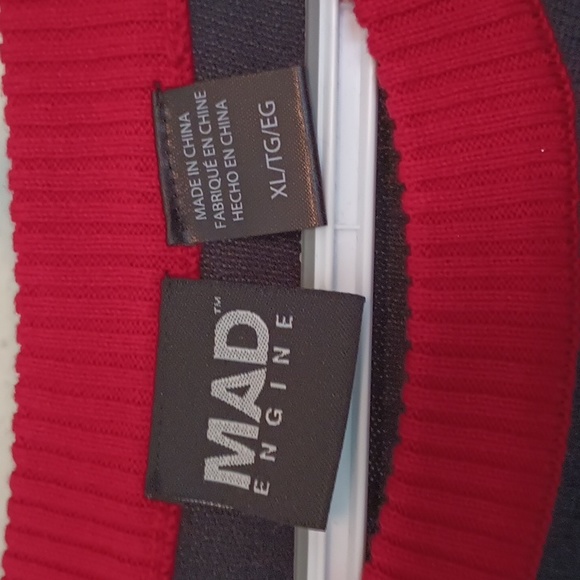 MADE IN CHINA
FABRIQUÉ EN CHINE
HECHO EN CHINA
XL/TG/EG
MAD™
ENGINE